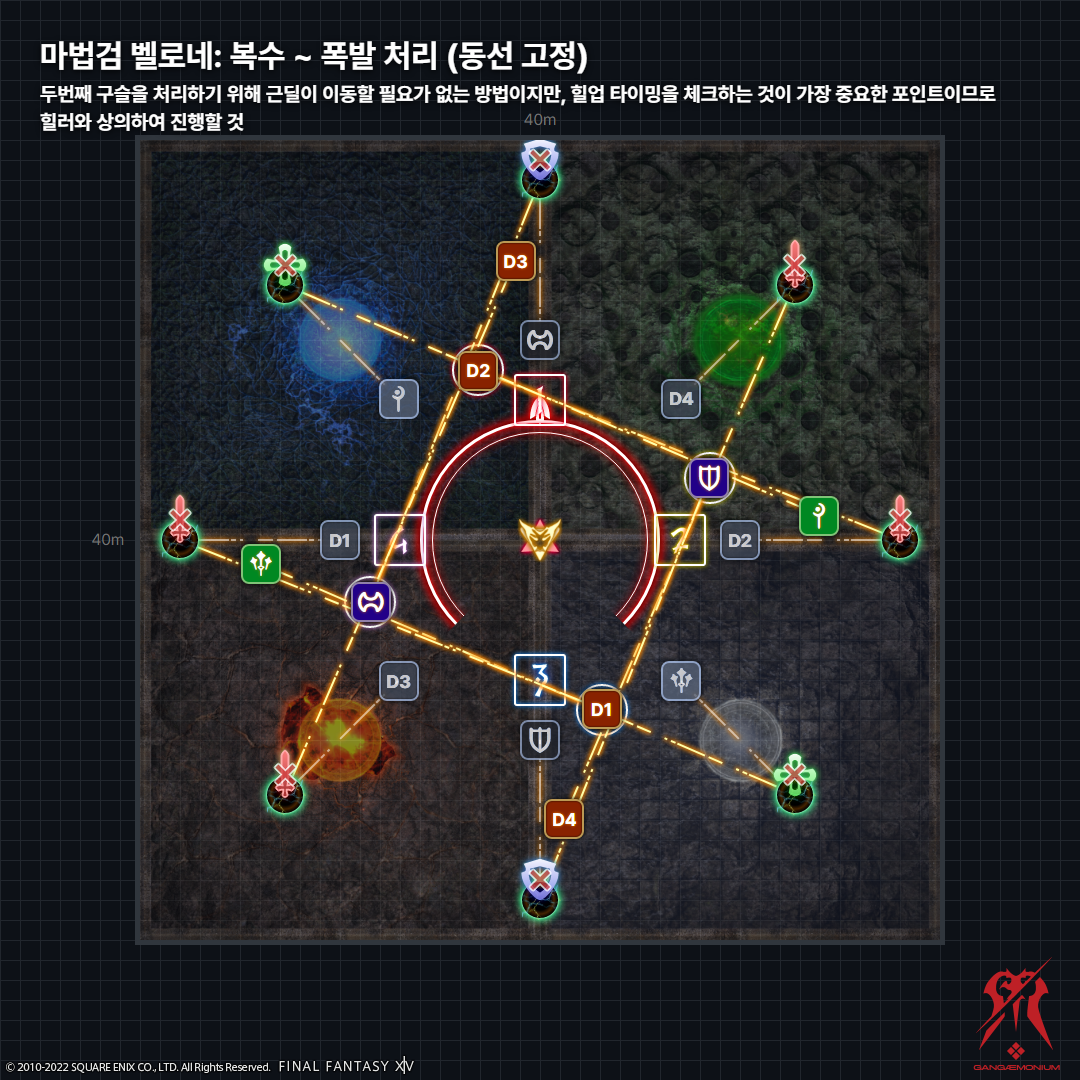 마법검 벨로네: 복수 ~ 폭발 처리 (동선 고정)
두번째 구슬을 처리하기 위해 근딜이 이동할 필요가 없는 방법이지만, 힐업 타이밍을 체크하는 것이 가장 중요한 포인트이므로
힐러와 상의하여 진행할 것
40m
D3
D2
D4
40m
D1
2
D2
D3
3
D1
D4
GANGÆMONIUM
© 2010-2022 SQUARE ENIX CO., LTD. All Rights Reserved. FINAL FANTASY XIV